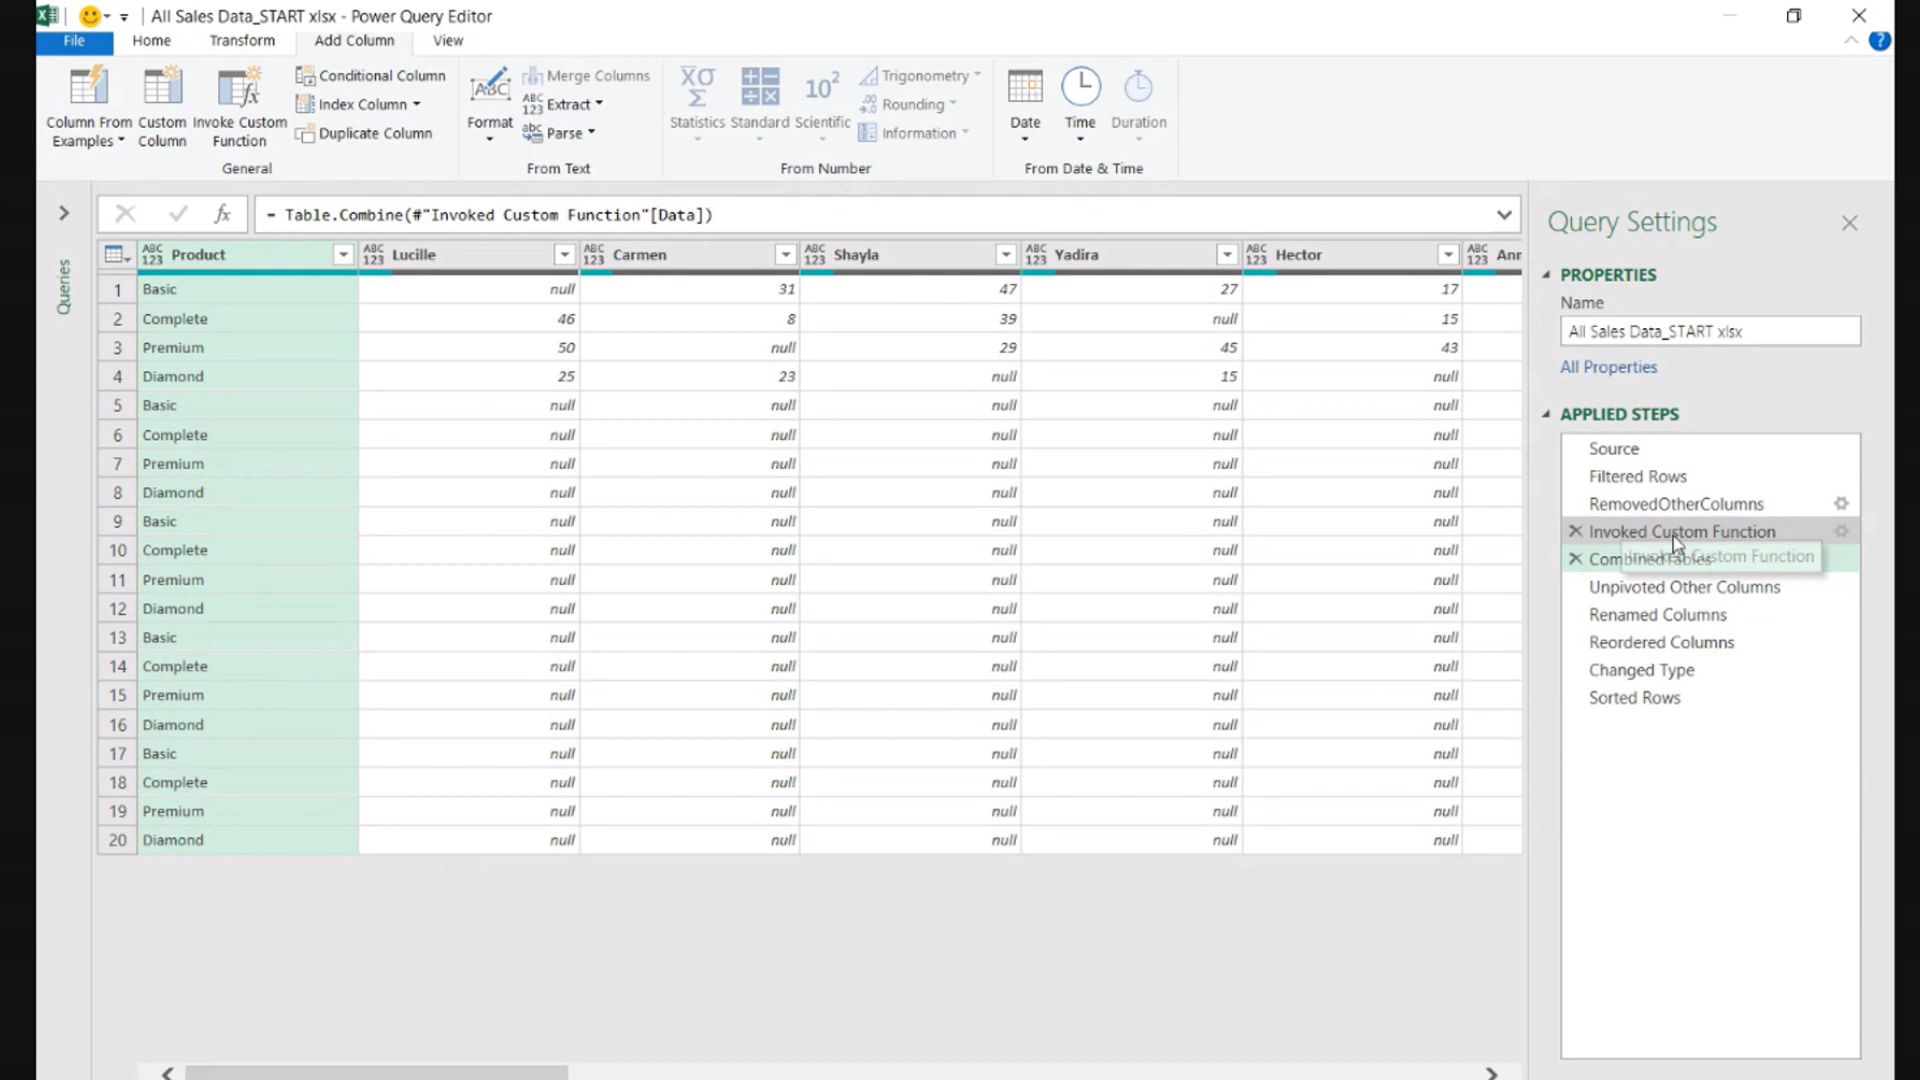 All Sales Data_START xlsx - Power Query Editor
File Home Transform Add Column View
Column From Examples
Custom Column
Invoke Custom Function
Conditional Column
Index Column
Duplicate Column
General
Format
Merge Columns
Extract
Parse
From Text
Statistics
Standard
Scientific
Trigonometry
Rounding
Information
From Number
Date
Time
Duration
From Date & Time
= Table.Combine(#"Invoked Custom Function"[Data])
Queries
Product Lucille Carmen Shayla Yadira Hector Anr
1 Basic null 31 47 27 17
2 Complete 46 8 39 null 15
3 Premium 50 null 29 45 43
4 Diamond 25 23 null 15 null
5 Basic null null null null null
6 Complete null null null null null
7 Premium null null null null null
8 Diamond null null null null null
9 Basic null null null null null
10 Complete null null null null null
11 Premium null null null null null
12 Diamond null null null null null
13 Basic null null null null null
14 Complete null null null null null
15 Premium null null null null null
16 Diamond null null null null null
17 Basic null null null null null
18 Complete null null null null null
19 Premium null null null null null
20 Diamond null null null null null
Query Settings
PROPERTIES
Name
All Sales Data_START xlsx
All Properties
APPLIED STEPS
Source
Filtered Rows
RemovedOtherColumns
Invoked Custom Function
Invoked Custom Function
Unpivoted Other Columns
Renamed Columns
Reordered Columns
Changed Type
Sorted Rows